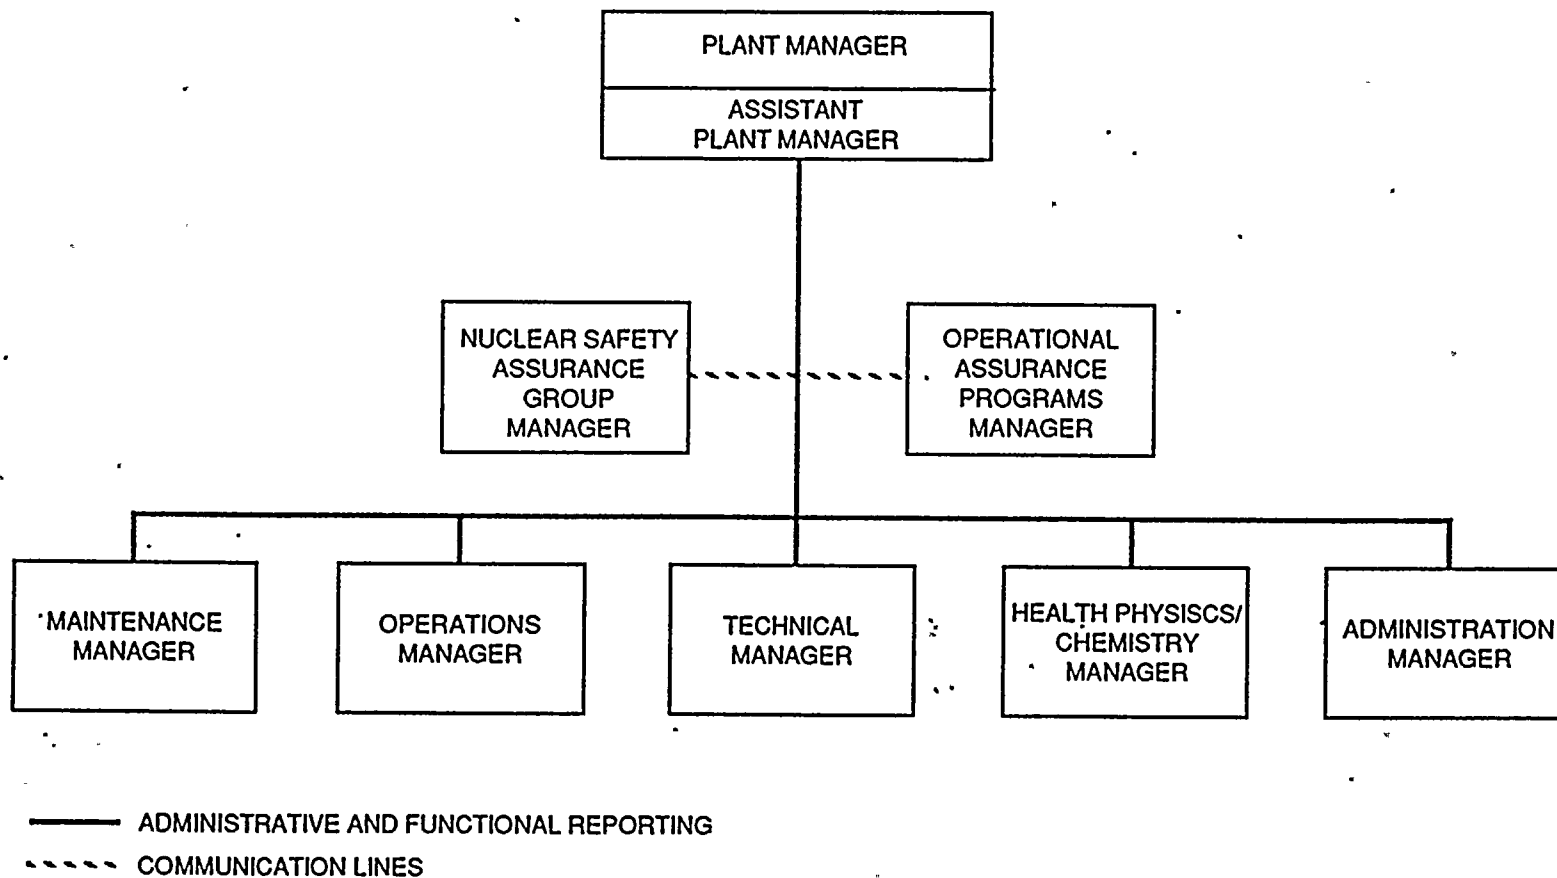 PLANT MANAGER
ASSISTANT
PLANT MANAGER
NUCLEAR SAFETY
ASSURANCE
GROUP
MANAGER
OPERATIONAL
ASSURANCE
PROGRAMS
MANAGER
MAINTENANCE
MANAGER
OPERATIONS
MANAGER
TECHNICAL
MANAGER
HEALTH PHYSISCS/
CHEMISTRY
MANAGER
ADMINISTRATION
MANAGER
ADMINISTRATIVE AND FUNCTIONAL REPORTING
COMMUNICATION LINES